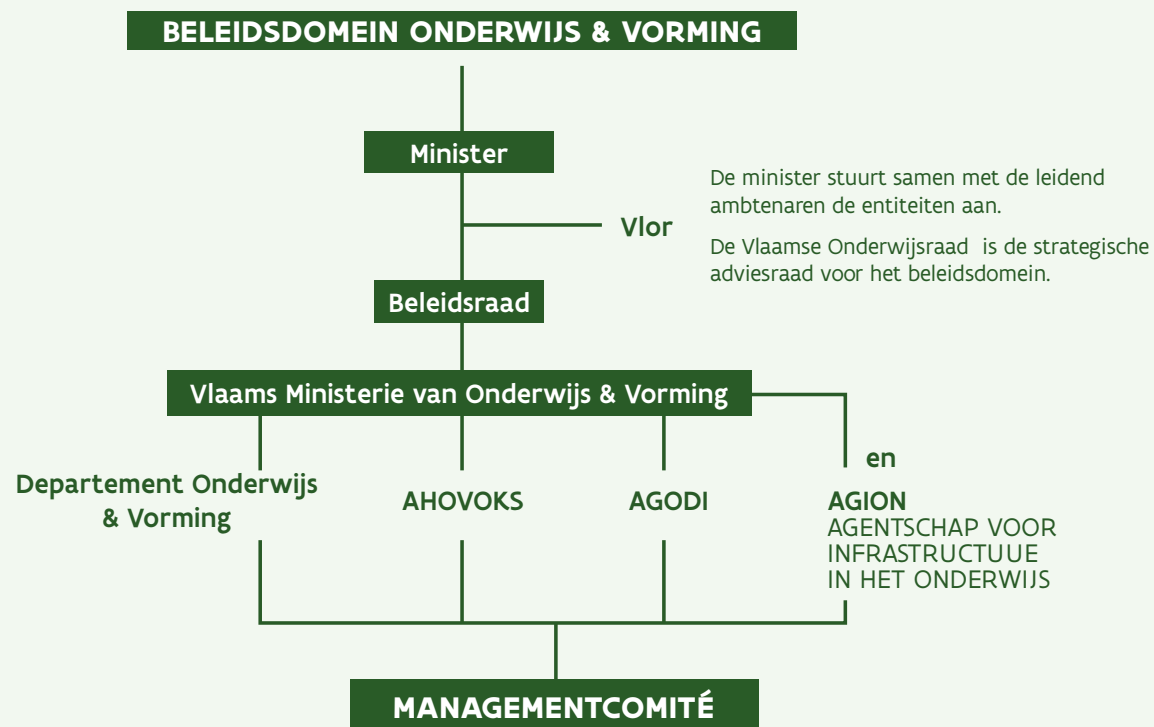 BELEIDSDOMEIN ONDERWIJS & VORMING
Minister
De minister stuurt samen met de leidend
ambtenaren de entiteiten aan.
Vlor
De Vlaamse Onderwijsraad is de strategische
adviesraad voor het beleidsdomein.
Beleidsraad
Vlaams Ministerie van Onderwijs & Vorming
en
Departement Onderwijs
& Vorming
AHOVOKS
AGODI
AGION
AGENTSCHAP VOOR
INFRASTRUCTUUE
IN HET ONDERWIJS
MANAGEMENTCOMITÉ